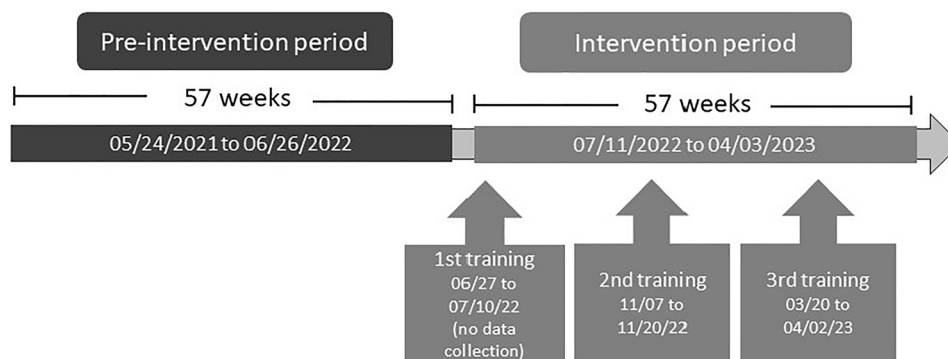 Pre-intervention period
Intervention period
57 weeks
57 weeks
05/24/2021 to 06/26/2022
07/11/2022 to 04/03/2023
1st training
06/27 to
07/10/22
(no data
collection)
2nd training
11/07 to
11/20/22
3rd training
03/20 to
04/02/23